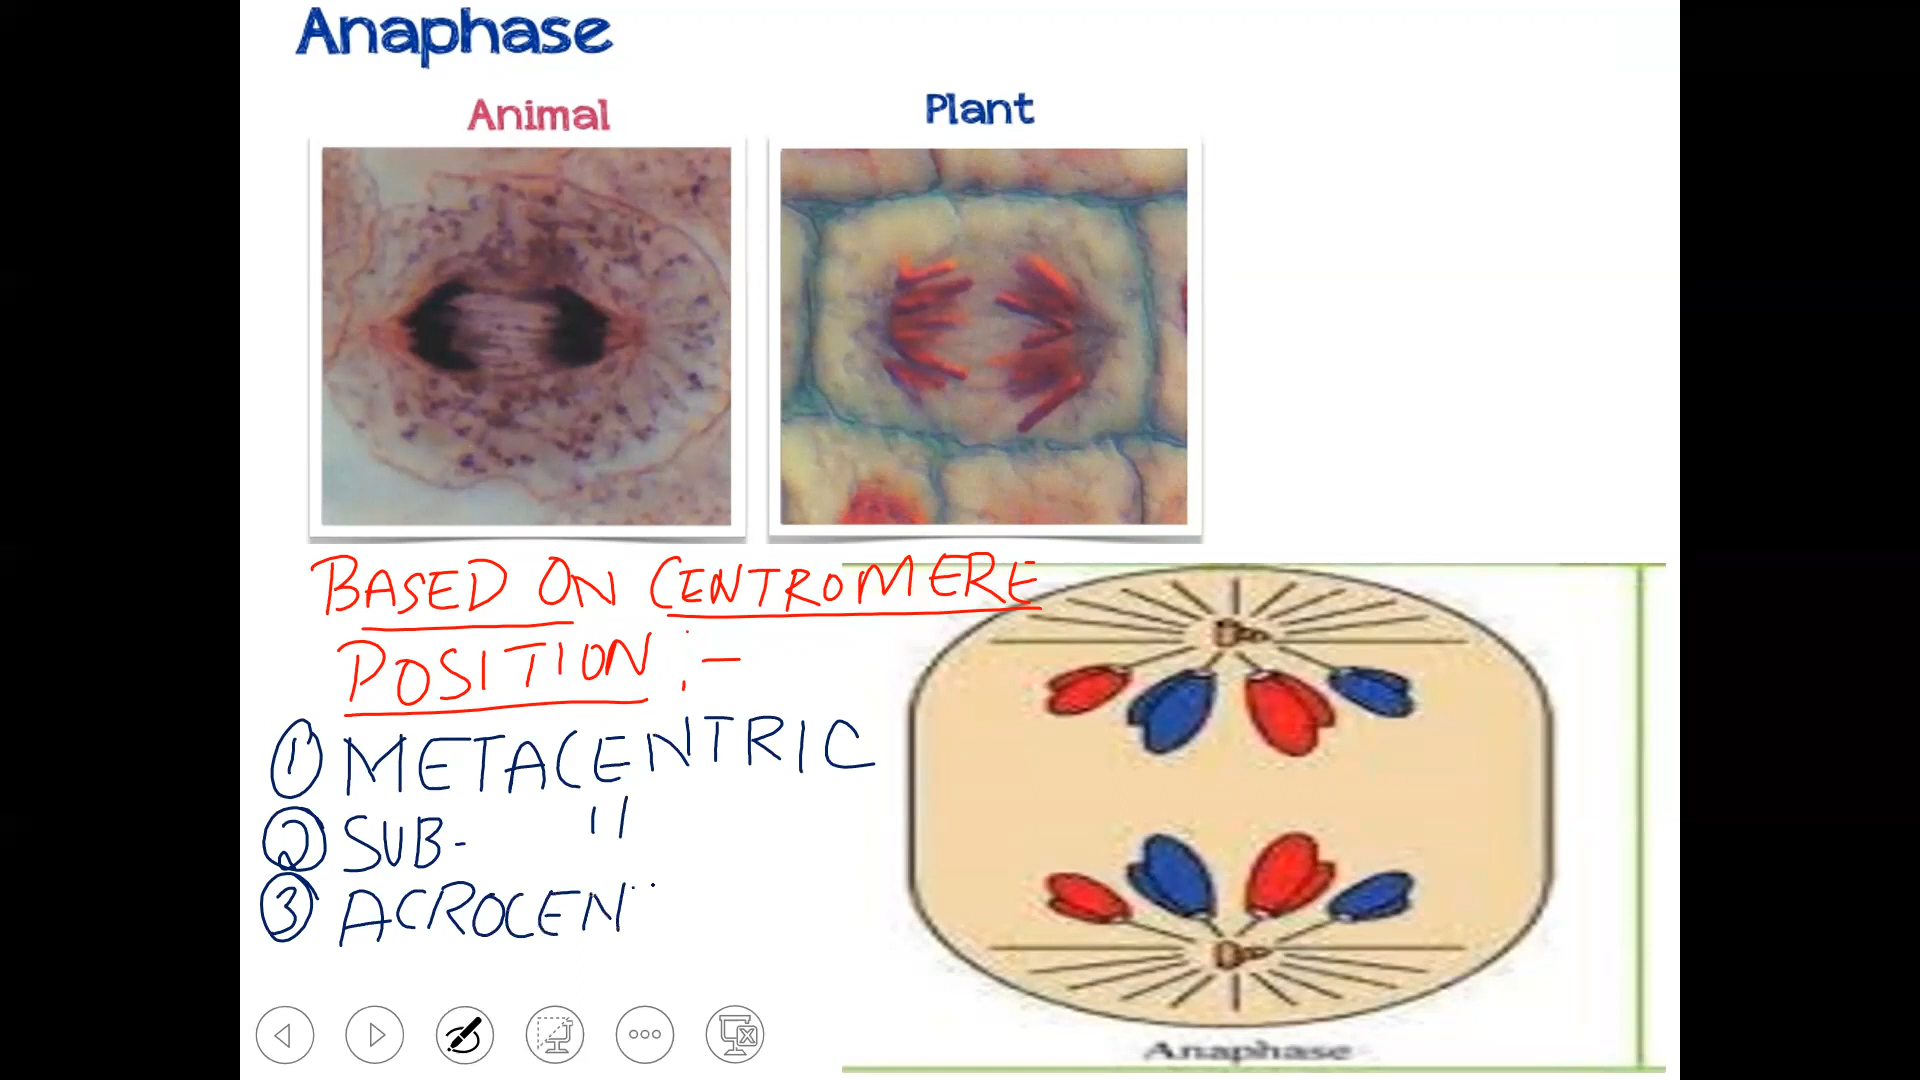 Anaphase
Animal
Plant
BASED ON CENTROMERE
POSITION :-
① METACENTRIC
② SUB- "
③ ACROCEN
Anaphase